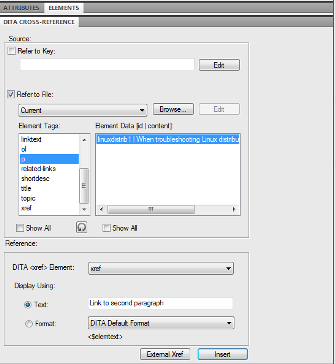 ATTRIBUTES ELEMENTS
DITA CROSS-REFERENCE
Source:
Refer to Key:
Edit
Refer to File:
Current
Browse...
Edit
Element Tags:
Element Data [id | content]:
linktext
ol
p
related-links
shortdesc
title
topic
xref
linuxdistrib1 | When troubleshooting Linux distribu
Show All
Show All
Reference:
DITA <xref> Element:
xref
Display Using:
Text:
Link to second paragraph
Format:
DITA Default Format
<$elemtext>
External Xref
Insert